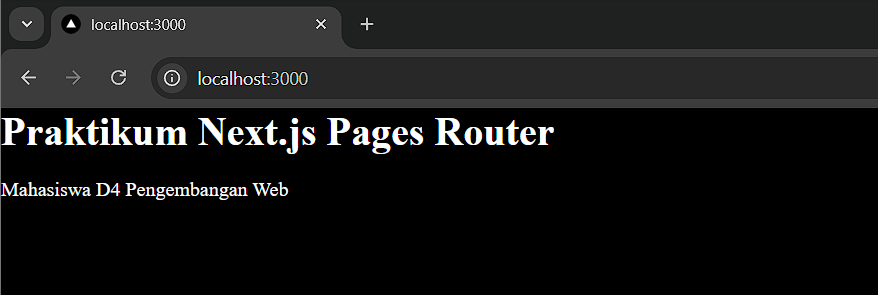 localhost:3000
localhost:3000
Praktikum Next.js Pages Router
Mahasiswa D4 Pengembangan Web